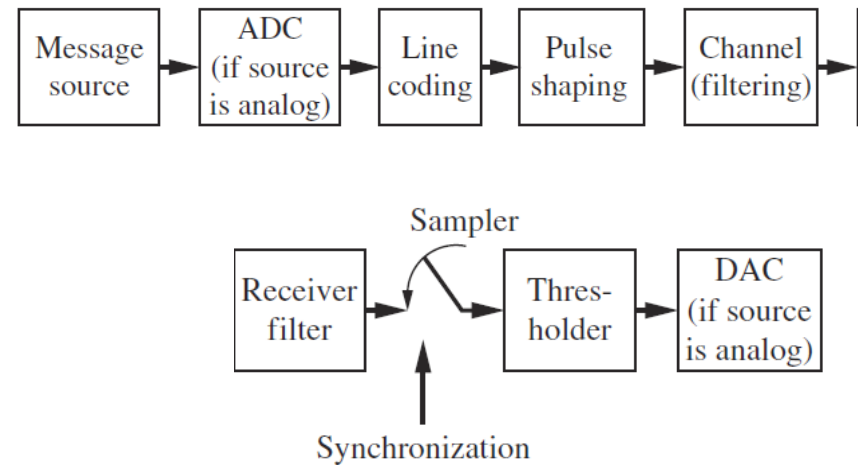 Message
source
ADC
(if source
is analog)
Line
coding
Pulse
shaping
Channel
(filtering)
Sampler
Receiver
filter
Thres-
holder
DAC
(if source
is analog)
Synchronization